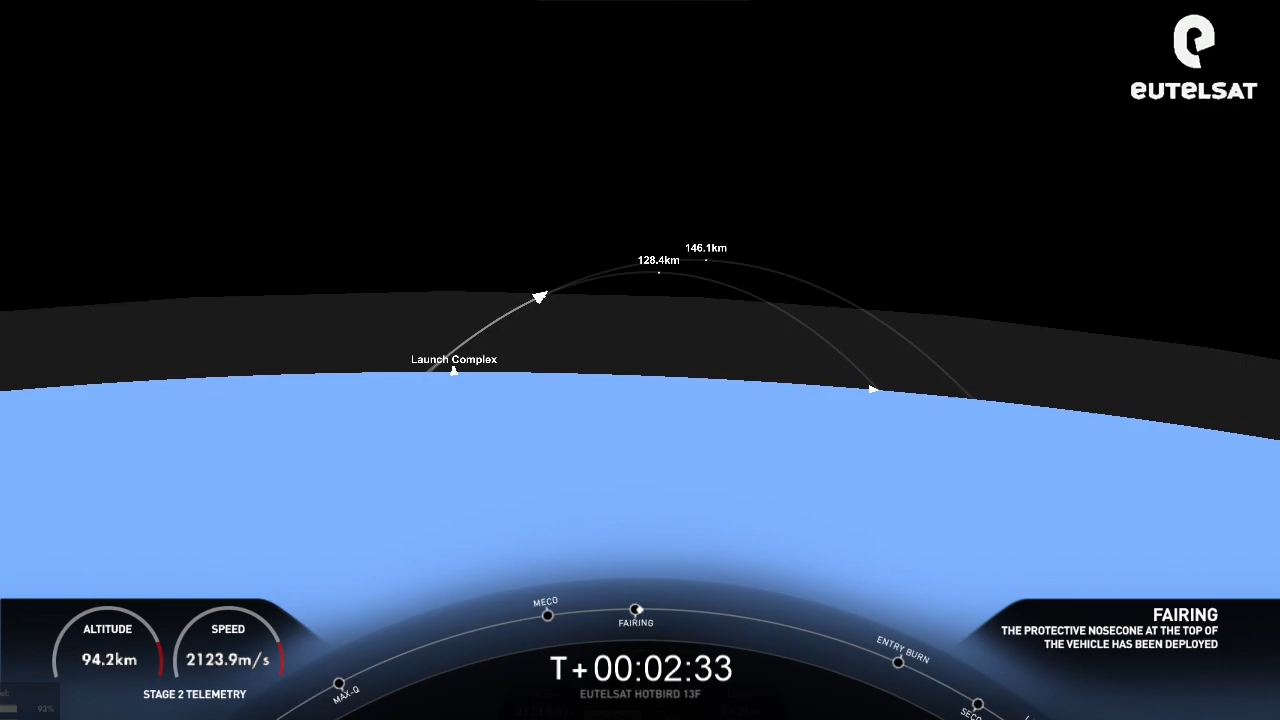 eutelsat
146.1km
128.4km
Launch Complex
ALTITUDE
94.2km
SPEED
2123.9m/s
STAGE 2 TELEMETRY
93%
MAX-Q
MECO
FAIRING
ENTRY BURN
T+00:02:33
EUTELSAT HOTBIRD 13F
FAIRING
THE PROTECTIVE NOSECONE AT THE TOP OF
THE VEHICLE HAS BEEN DEPLOYED